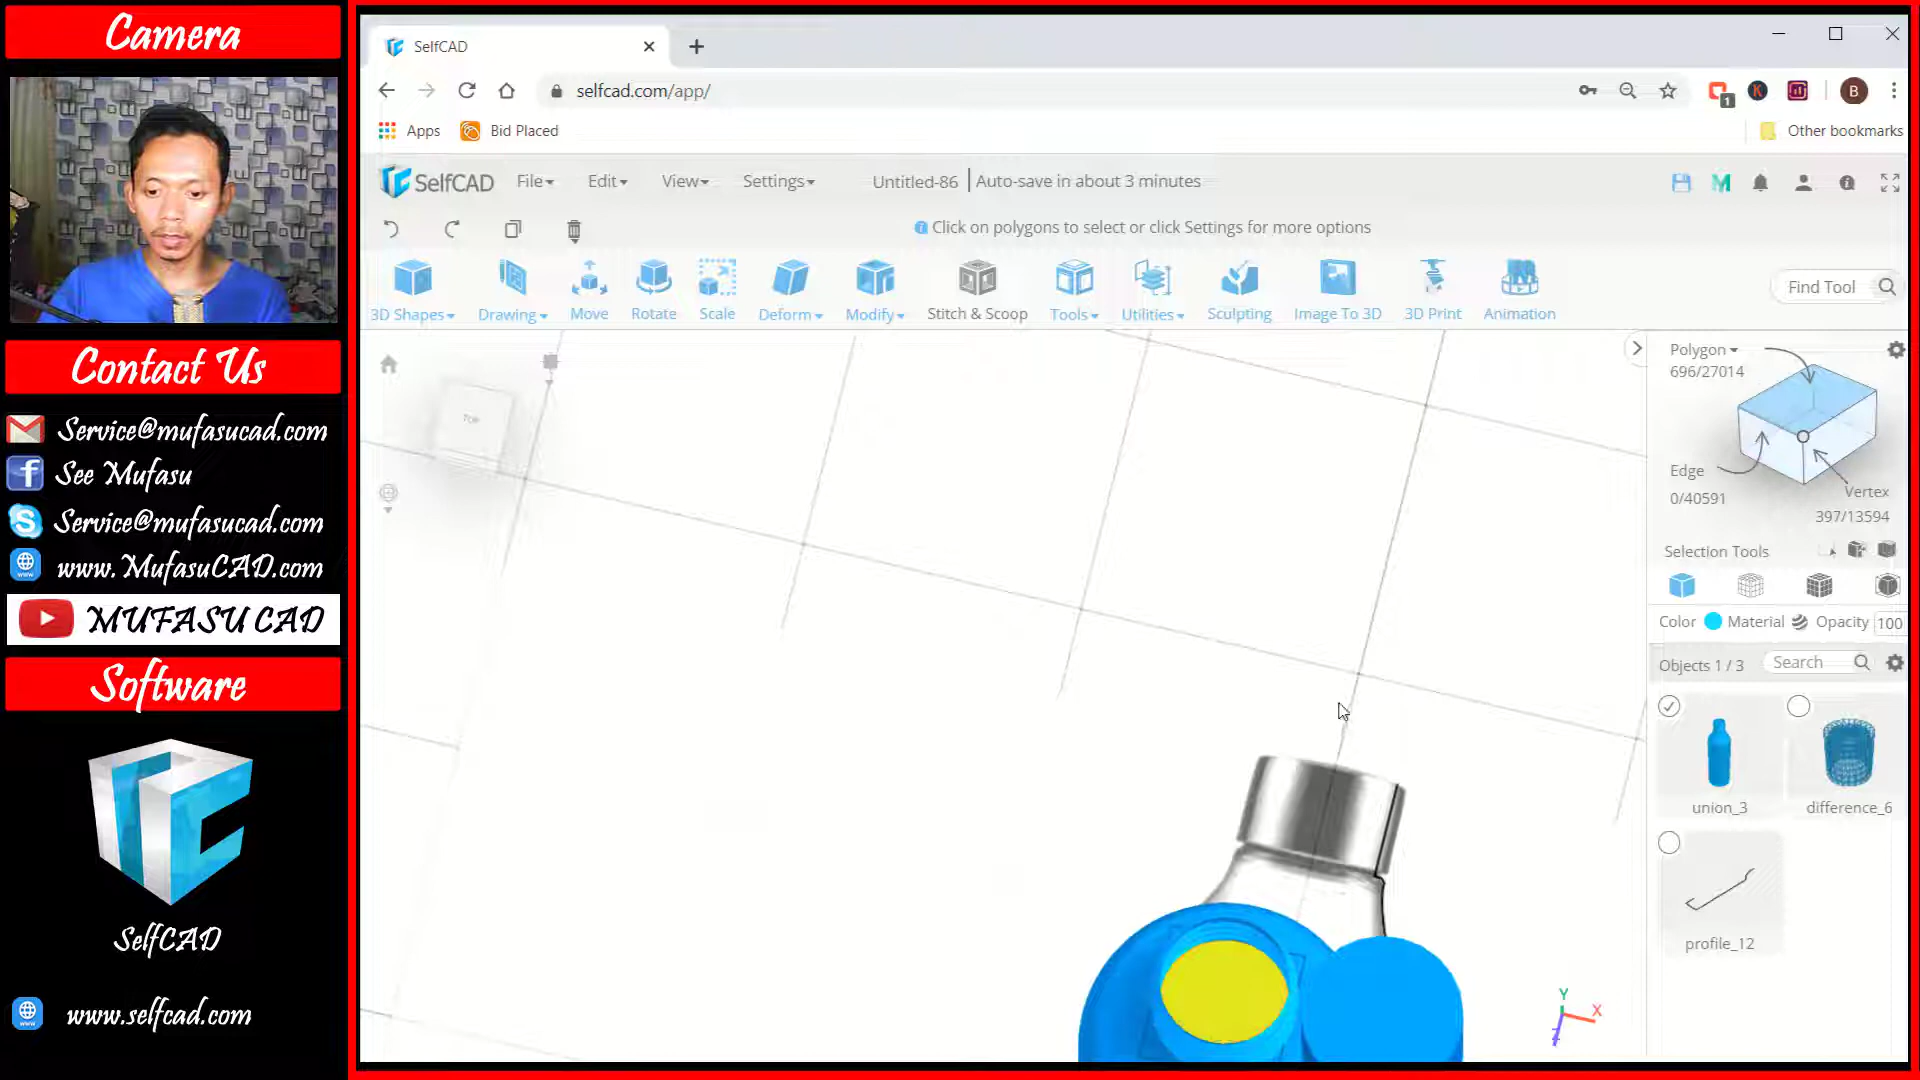 Camera
Contact Us
Service@mufasucad.com
See Mufasu
Service@mufasucad.com
www.MufasuCAD.com
MUFASU CAD
Software
SelfCAD
www.selfcad.com
SelfCAD
selfcad.com/app/
1
K
B
Apps
Bid Placed
Other bookmarks
SelfCAD
File
Edit
View
Settings
Untitled-86
Auto-save in about 3 minutes
Click on polygons to select or click Settings for more options
3D Shapes
Drawing
Move
Rotate
Scale
Deform
Modify
Stitch & Scoop
Tools
Utilities
Sculpting
Image To 3D
3D Print
Animation
Find Tool
TOP
Polygon
696/27014
Edge
0/40591
Vertex
397/13594
Selection Tools
Color
Material
Opacity
100
Objects 1 / 3
Search
union_3
difference_6
profile_12
Y
X
Z